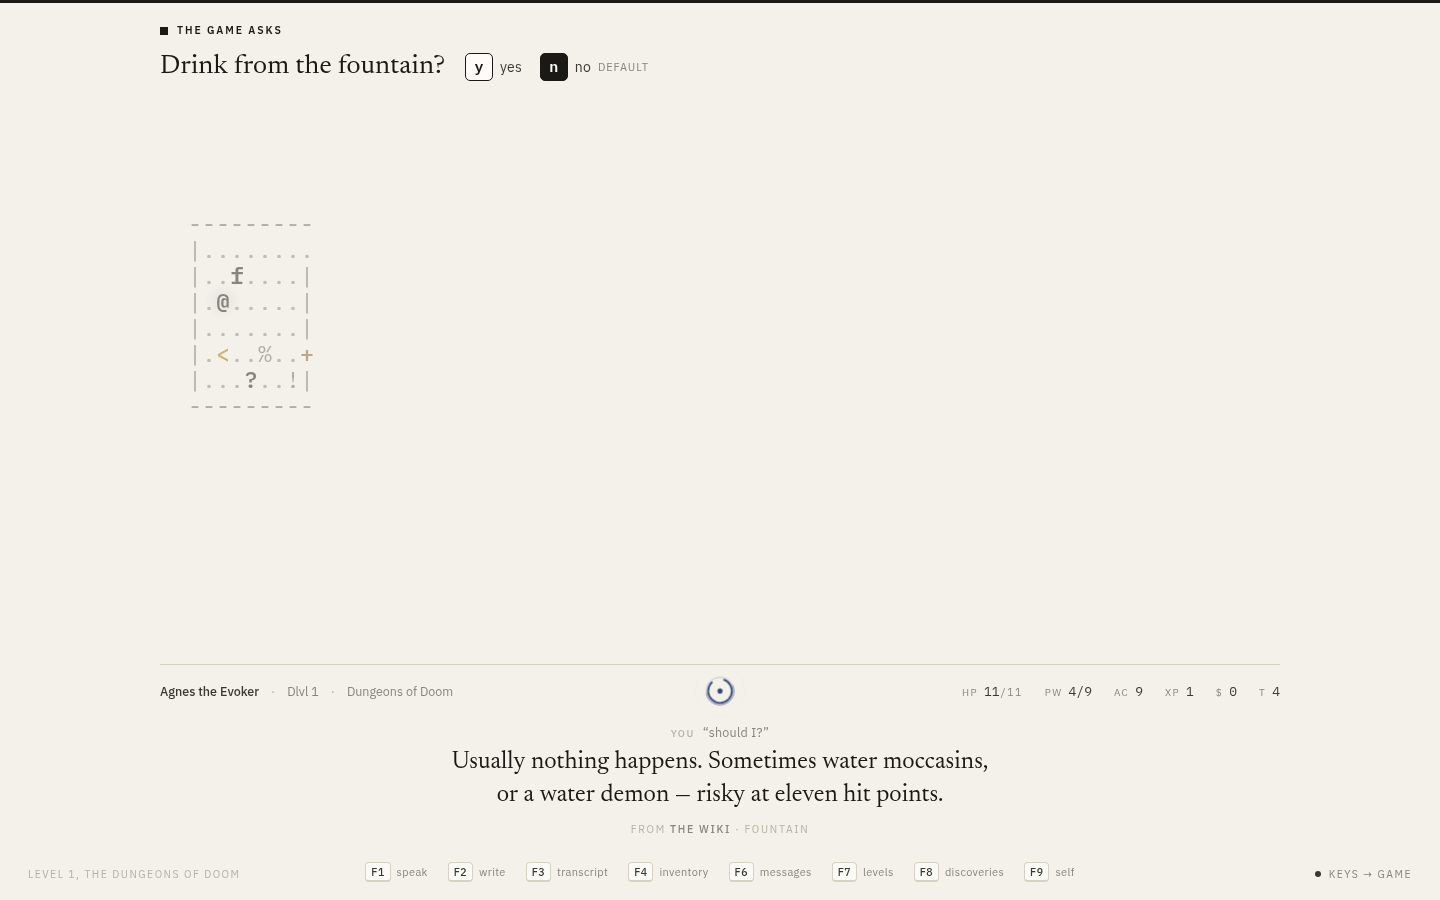 THE GAME ASKS
Drink from the fountain? y yes n no DEFAULT
---------
|........
|..f....|
|.@.....|
|.......|
|.<..%..+
|...?..!|
---------
Agnes the Evoker · Dlvl 1 · Dungeons of Doom
HP 11/11 PW 4/9 AC 9 XP 1 $ 0 T 4
YOU “should I?”
Usually nothing happens. Sometimes water moccasins,
or a water demon — risky at eleven hit points.
FROM THE WIKI · FOUNTAIN
LEVEL 1, THE DUNGEONS OF DOOM
F1 speak F2 write F3 transcript F4 inventory F6 messages F7 levels F8 discoveries F9 self
KEYS → GAME